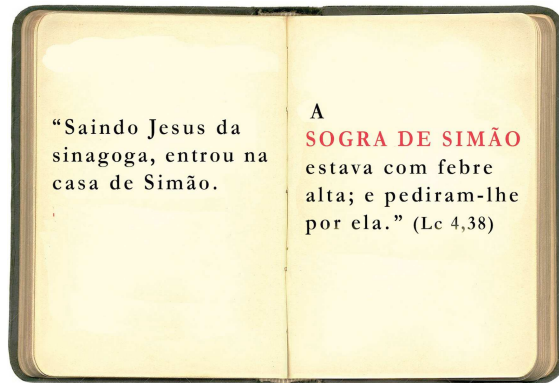 “Saindo Jesus da
sinagoga, entrou na
casa de Simão.
A
SOGRA DE SIMÃO
estava com febre
alta; e pediram-lhe
por ela.” (Lc 4,38)